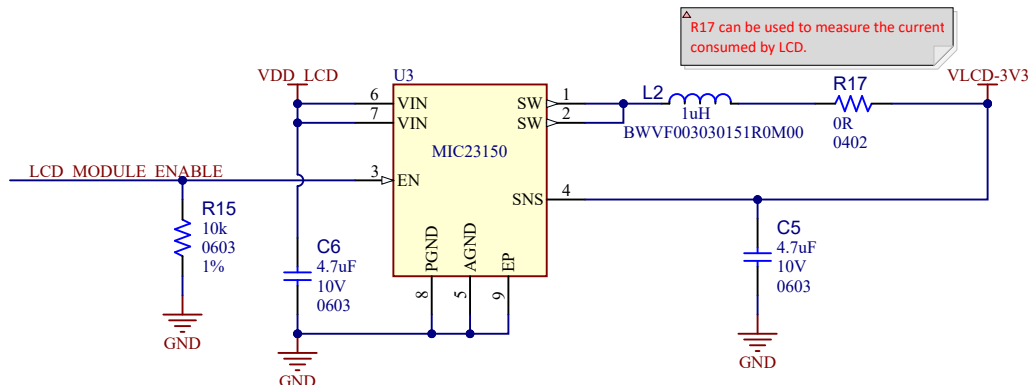 R17 can be used to measure the current
consumed by LCD.
VDD_LCD
U3
VLCD-3V3
6
VIN
7
VIN
SW
1
SW
2
L2
1uH
BWVF003030151R0M00
R17
0R
0402
MIC23150
LCD_MODULE_ENABLE
3
EN
SNS
4
R15
10k
0603
1%
C6
4.7uF
10V
0603
PGND
AGND
EP
8
5
9
C5
4.7uF
10V
0603
GND
GND
GND